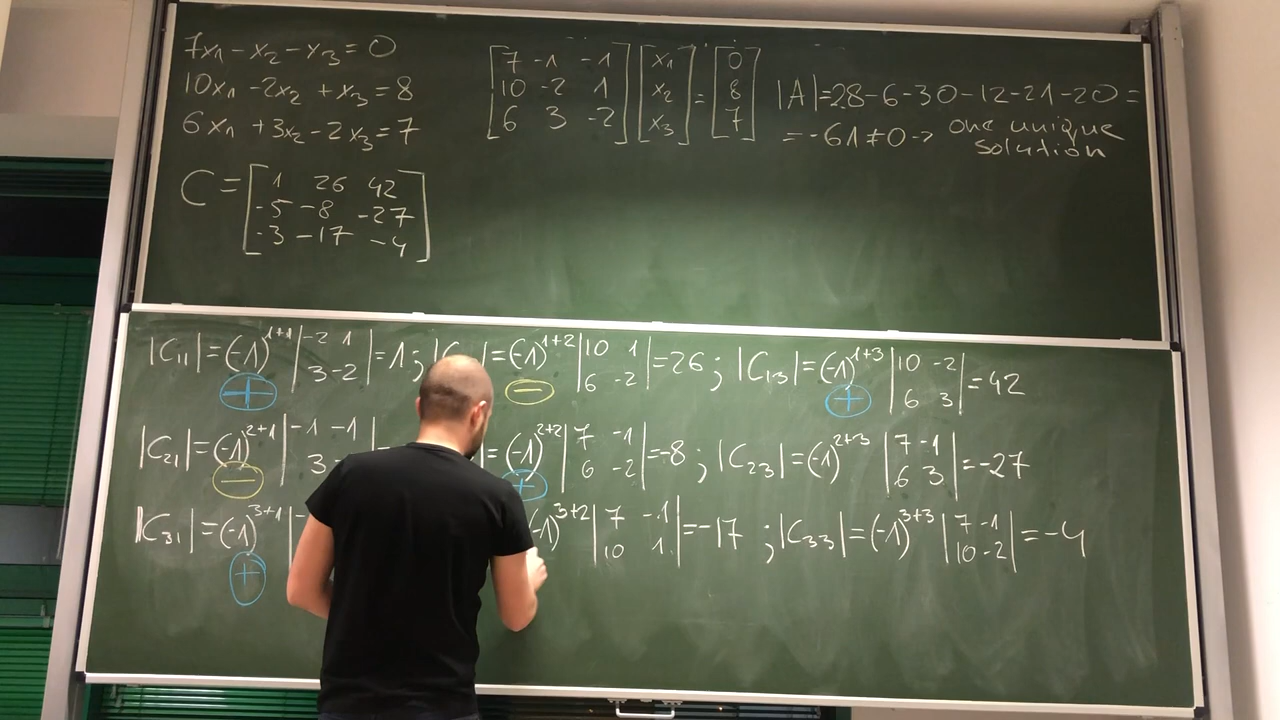 7x₁ - x₂ - x₃ = 0
10x₁ - 2x₂ + x₃ = 8
6x₁ + 3x₂ - 2x₃ = 7
[7 -1 -1] [x₁] [0]
[10 -2 1] [x₂] = [8]
[6 3 -2] [x₃] [7]
|A| = 28-6-30-12-21-20 =
= -61 ≠ 0 → one unique
solution
C = [1 26 42]
[-5 -8 -27]
[-3 -17 -4]
|C₁₁| = (-1)¹⁺¹ |-2 1| = 1 ; |C | = (-1)¹⁺² |10 1| = 26 ; |C₁₃| = (-1)¹⁺³ |10 -2| = 42
+ |3 -2| - |6 -2| + |6 3|
|C₂₁| = (-1)²⁺¹ |-1 -1| = (-1)²⁺² |7 -1| = -8 ; |C₂₃| = (-1)²⁺³ |7 -1| = -27
- |3 + |6 -2| |6 3|
|C₃₁| = (-1)³⁺¹ |- -1)³⁺² |7 -1| = -17 ; |C₃₃| = (-1)³⁺³ |7 -1| = -4
+ |10 1| |10 -2|